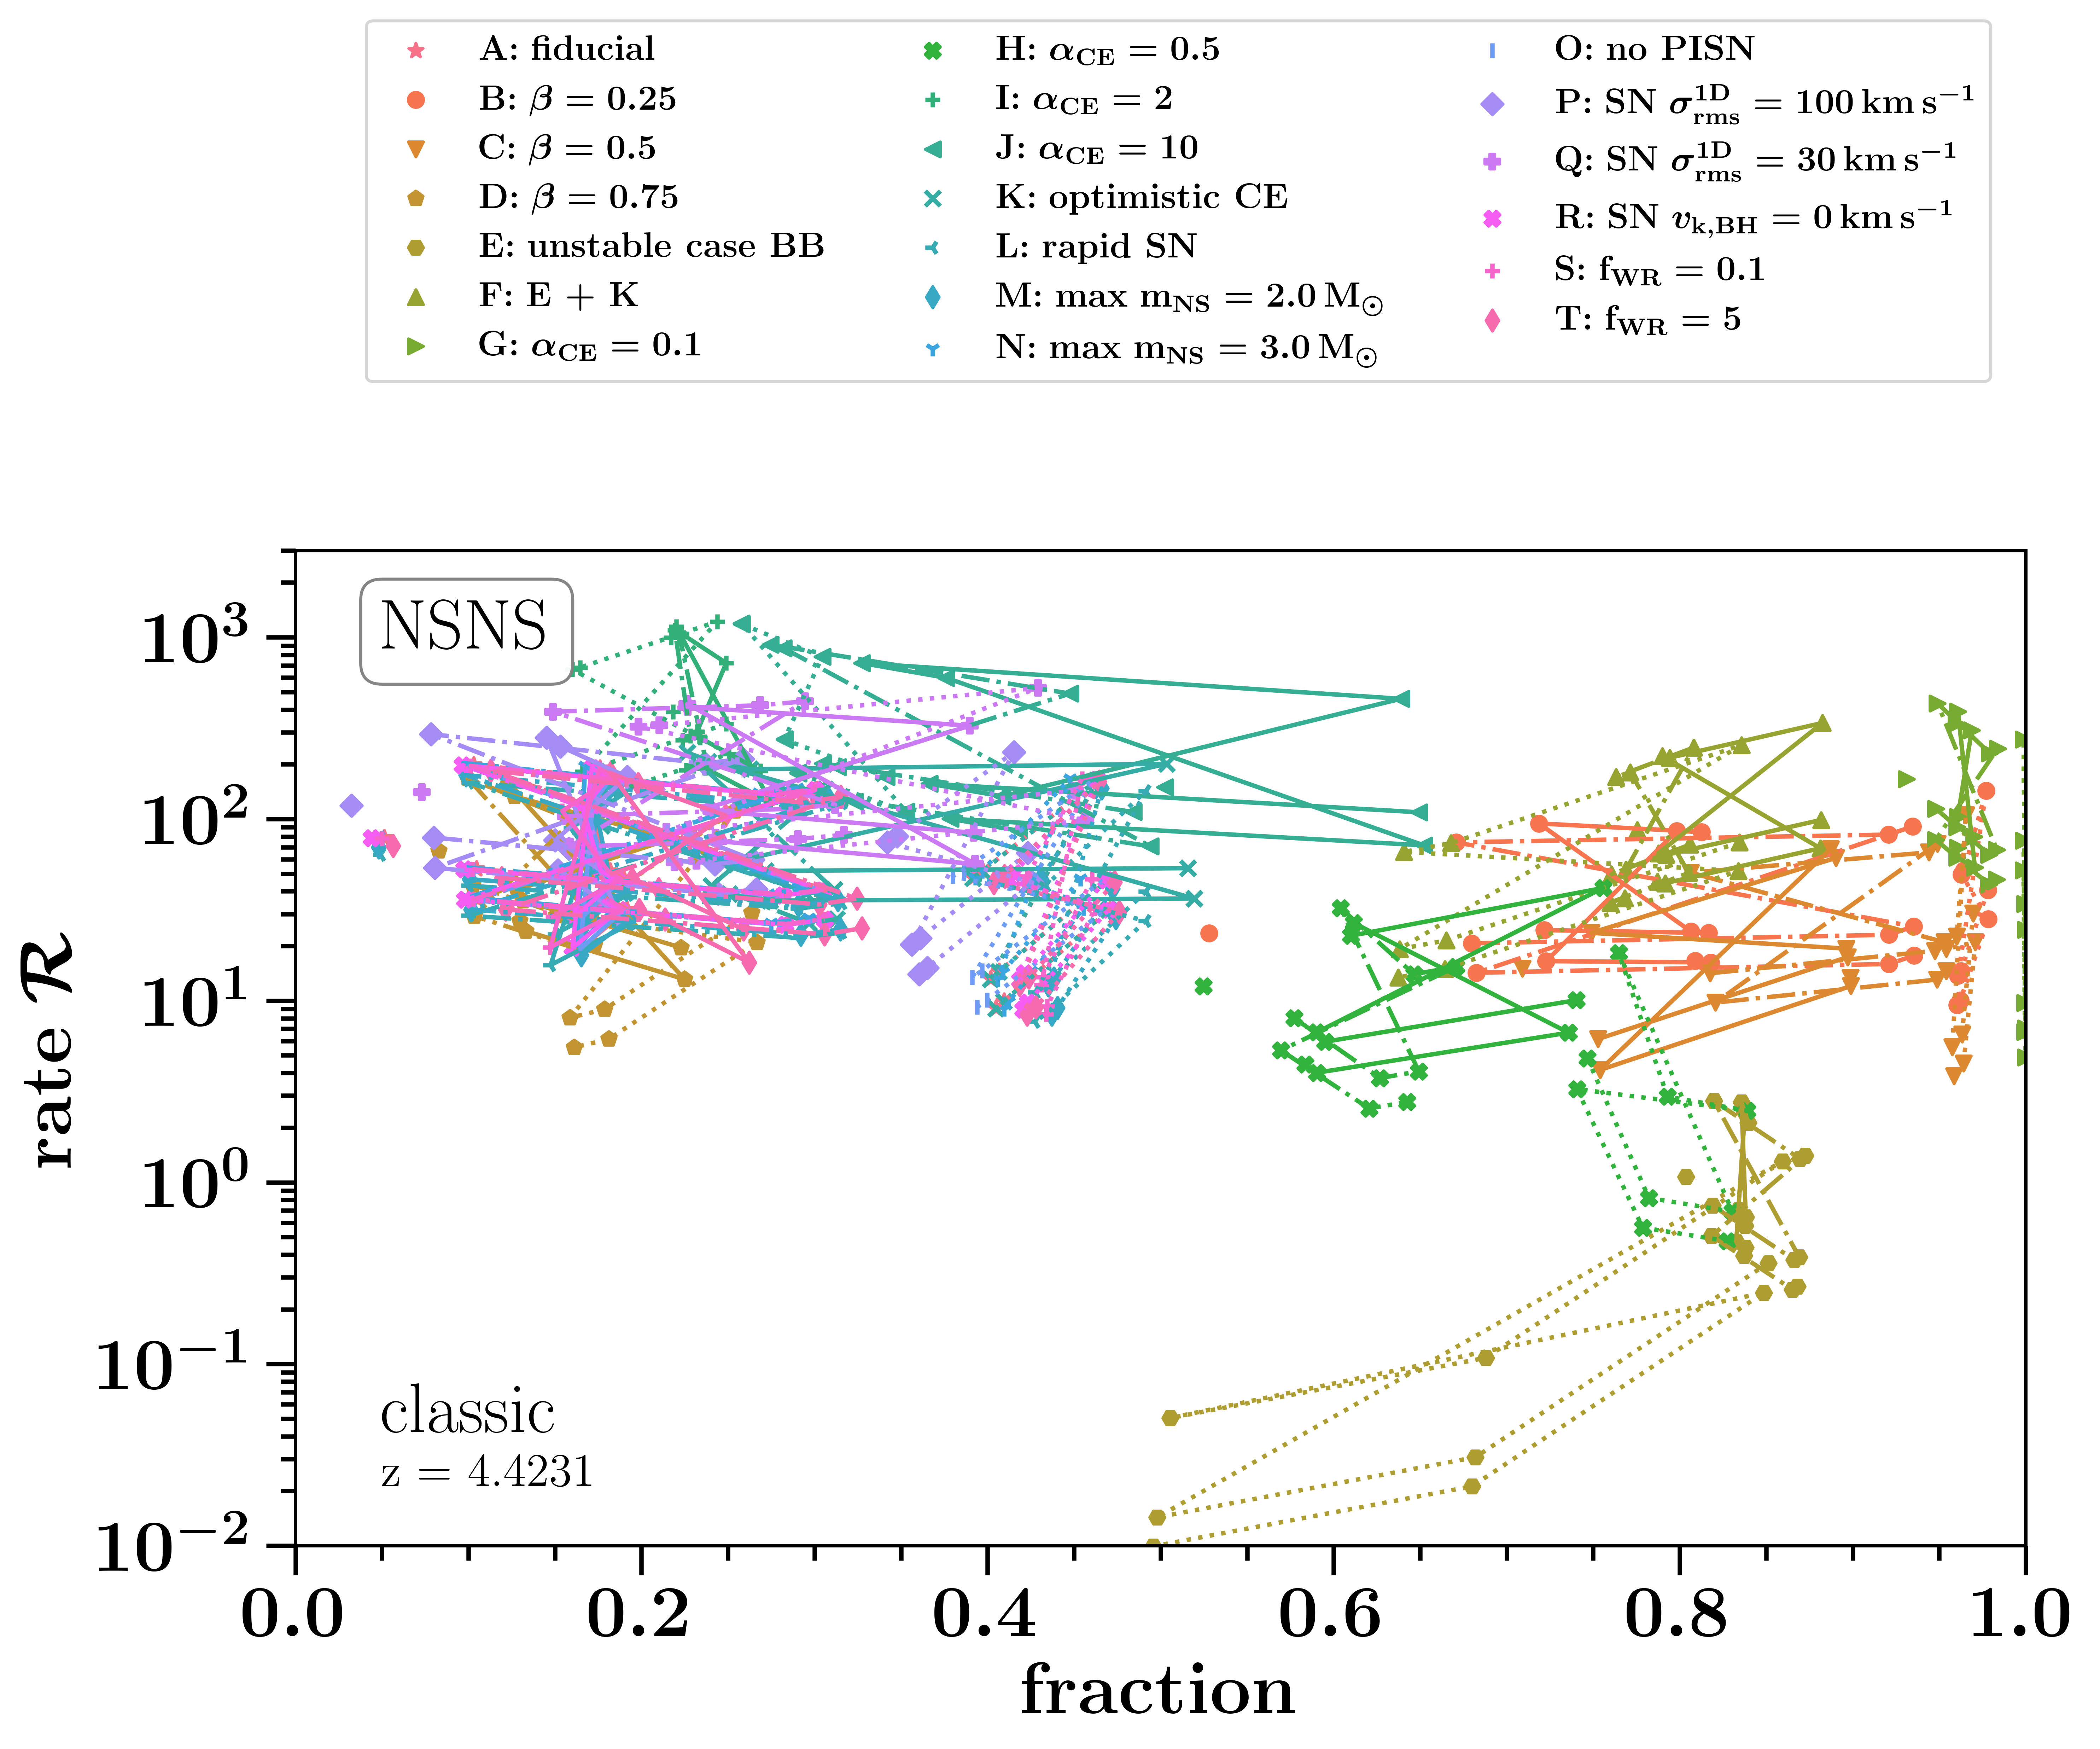 A: fiducial
B: β = 0.25
C: β = 0.5
D: β = 0.75
E: unstable case BB
F: E + K
G: α_CE = 0.1
H: α_CE = 0.5
I: α_CE = 2
J: α_CE = 10
K: optimistic CE
L: rapid SN
M: max m_NS = 2.0 M_⊙
N: max m_NS = 3.0 M_⊙
O: no PISN
P: SN σ_rms^1D = 100 km s^−1
Q: SN σ_rms^1D = 30 km s^−1
R: SN v_k,BH = 0 km s^−1
S: f_WR = 0.1
T: f_WR = 5
NSNS
10^3
10^2
10^1
10^0
10^−1
10^−2
rate 𝓡
classic
z = 4.4231
0.0 0.2 0.4 0.6 0.8 1.0
fraction